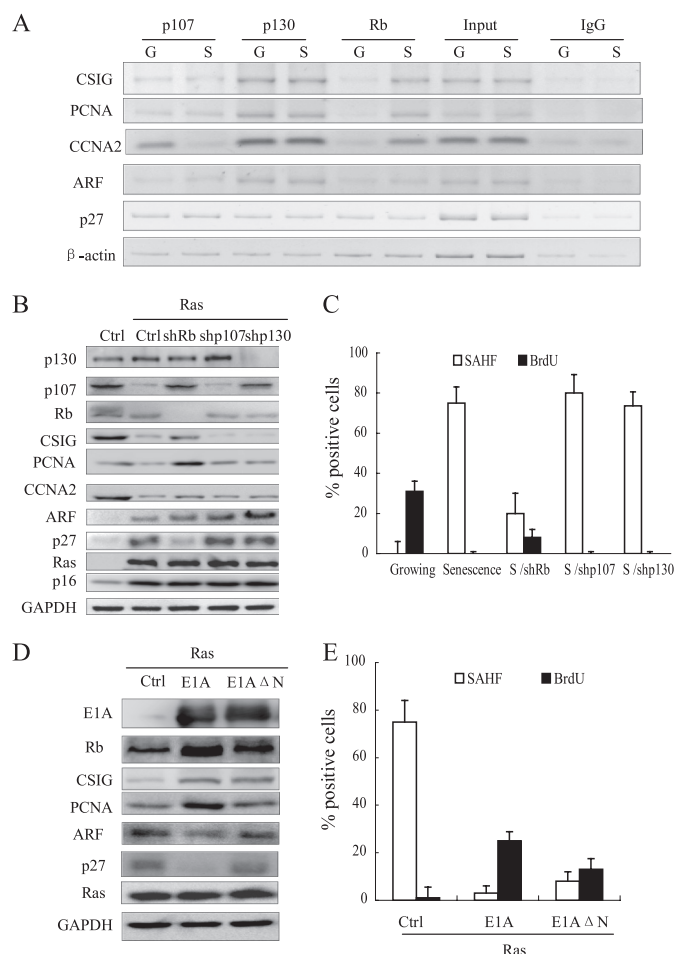 A
p107 p130 Rb Input IgG
G S G S G S G S G S
CSIG
PCNA
CCNA2
ARF
p27
β-actin
B
Ras
Ctrl Ctrl shRb shp107 shp130
p130
p107
Rb
CSIG
PCNA
CCNA2
ARF
p27
Ras
p16
GAPDH
C
SAHF BrdU
% positive cells
100
80
60
40
20
0
Growing Senescence S /shRb S /shp107 S /shp130
D
Ras
Ctrl E1A E1A Δ N
E1A
Rb
CSIG
PCNA
ARF
p27
Ras
GAPDH
E
SAHF BrdU
% positive cells
100
80
60
40
20
0
Ctrl E1A E1A Δ N
Ras